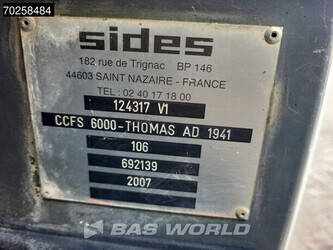 70258484
sides
182 rue de Trignac BP 146
44603 SAINT NAZAIRE - FRANCE
TEL : 02 40 17 18 00
124317 V1
CCFS 6000-THOMAS AD 1941
106
692139
2007
BAS WORLD